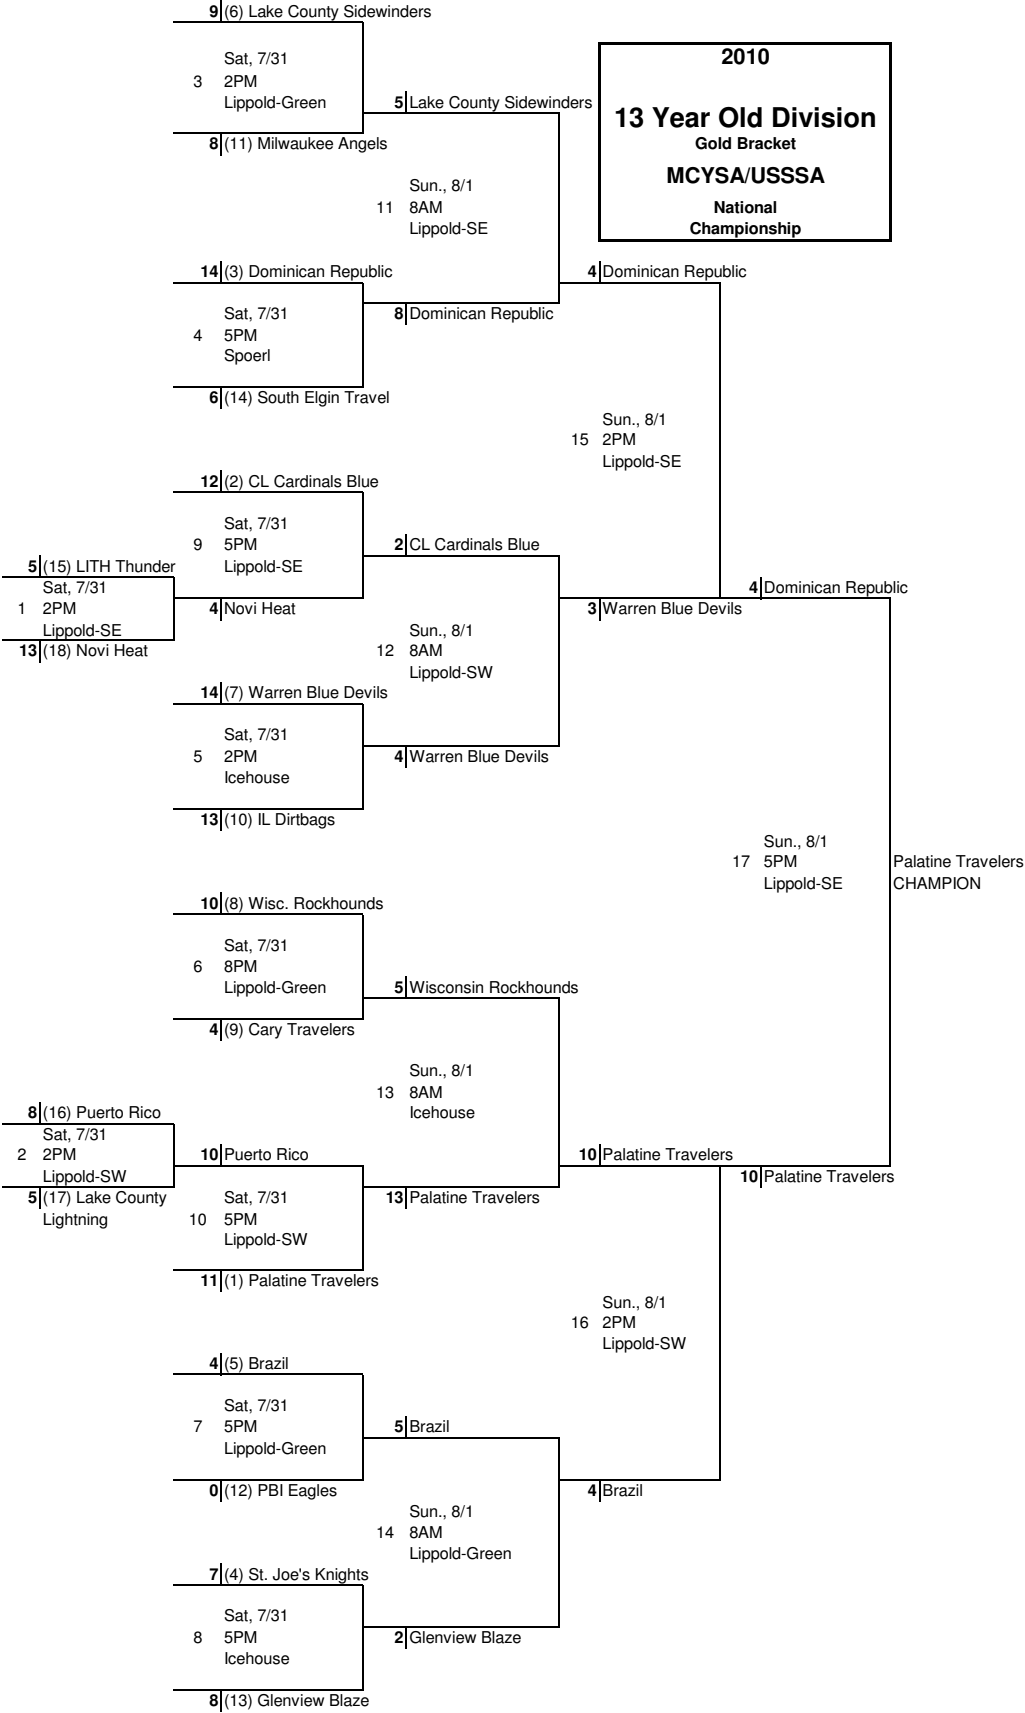 9 (6) Lake County Sidewinders
Sat, 7/31
3 2PM
Lippold-Green
8 (11) Milwaukee Angels
5 Lake County Sidewinders
2010
13 Year Old Division
Gold Bracket
MCYSA/USSSA
National
Championship
Sun., 8/1
11 8AM
Lippold-SE
14 (3) Dominican Republic
Sat, 7/31
4 5PM
Spoerl
6 (14) South Elgin Travel
8 Dominican Republic
4 Dominican Republic
Sun., 8/1
15 2PM
Lippold-SE
12 (2) CL Cardinals Blue
Sat, 7/31
9 5PM
Lippold-SE
4 Novi Heat
5 (15) LITH Thunder
Sat, 7/31
1 2PM
Lippold-SE
13 (18) Novi Heat
2 CL Cardinals Blue
Sun., 8/1
12 8AM
Lippold-SW
3 Warren Blue Devils
4 Dominican Republic
14 (7) Warren Blue Devils
Sat, 7/31
5 2PM
Icehouse
13 (10) IL Dirtbags
4 Warren Blue Devils
Sun., 8/1
17 5PM
Lippold-SE
Palatine Travelers
CHAMPION
10 (8) Wisc. Rockhounds
Sat, 7/31
6 8PM
Lippold-Green
4 (9) Cary Travelers
5 Wisconsin Rockhounds
Sun., 8/1
13 8AM
Icehouse
8 (16) Puerto Rico
Sat, 7/31
2 2PM
Lippold-SW
5 (17) Lake County
Lightning
10 Puerto Rico
Sat, 7/31
10 5PM
Lippold-SW
11 (1) Palatine Travelers
13 Palatine Travelers
10 Palatine Travelers
10 Palatine Travelers
Sun., 8/1
16 2PM
Lippold-SW
4 (5) Brazil
Sat, 7/31
7 5PM
Lippold-Green
0 (12) PBI Eagles
5 Brazil
4 Brazil
Sun., 8/1
14 8AM
Lippold-Green
7 (4) St. Joe's Knights
Sat, 7/31
8 5PM
Icehouse
8 (13) Glenview Blaze
2 Glenview Blaze